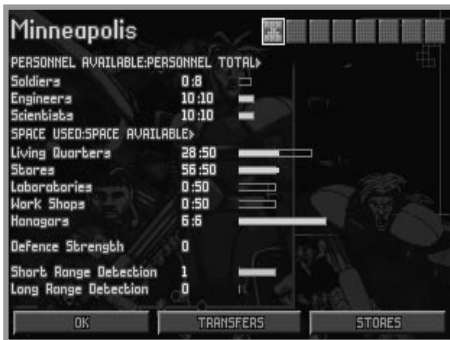 Minneapolis
PERSONNEL AVAILABLE:PERSONNEL TOTAL>
Soldiers 0:8
Engineers 10:10
Scientists 10:10
SPACE USED:SPACE AVAILABLE>
Living Quarters 28:50
Stores 56:50
Laboratories 0:50
Work Shops 0:50
Hanagars 6:6
Defence Strength 0
Short Range Detection 1
Long Range Detection 0
OK TRANSFERS STORES